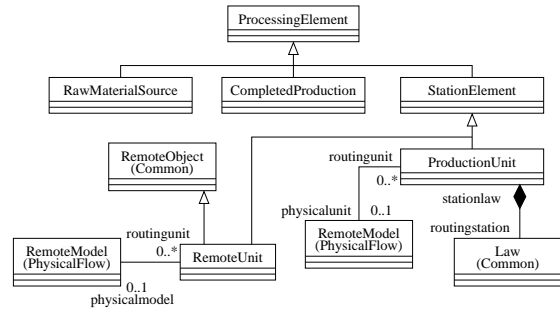 ProcessingElement
RawMaterialSource
CompletedProduction
StationElement
RemoteObject
(Common)
routingunit
ProductionUnit
0..*
stationlaw
physicalunit
0..1
routingunit
routingstation
RemoteModel
(PhysicalFlow)
0..*
RemoteUnit
RemoteModel
(PhysicalFlow)
Law
(Common)
0..1
physicalmodel